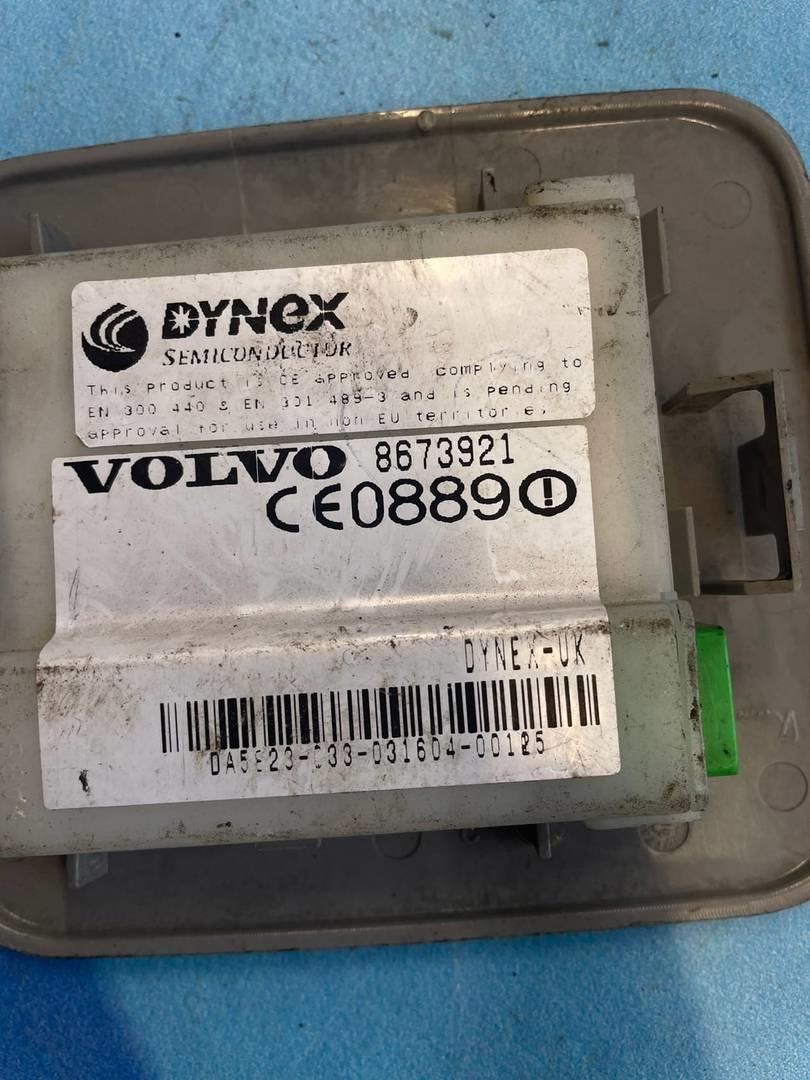 DYNEX
SEMICONDUCTOR
This product is CE approved complying to
EN 300 440 & EN 301 489-3 and is pending
approval for use in non EU territorie,
VOLVO 8673921
CE0889
DYNEX-UK